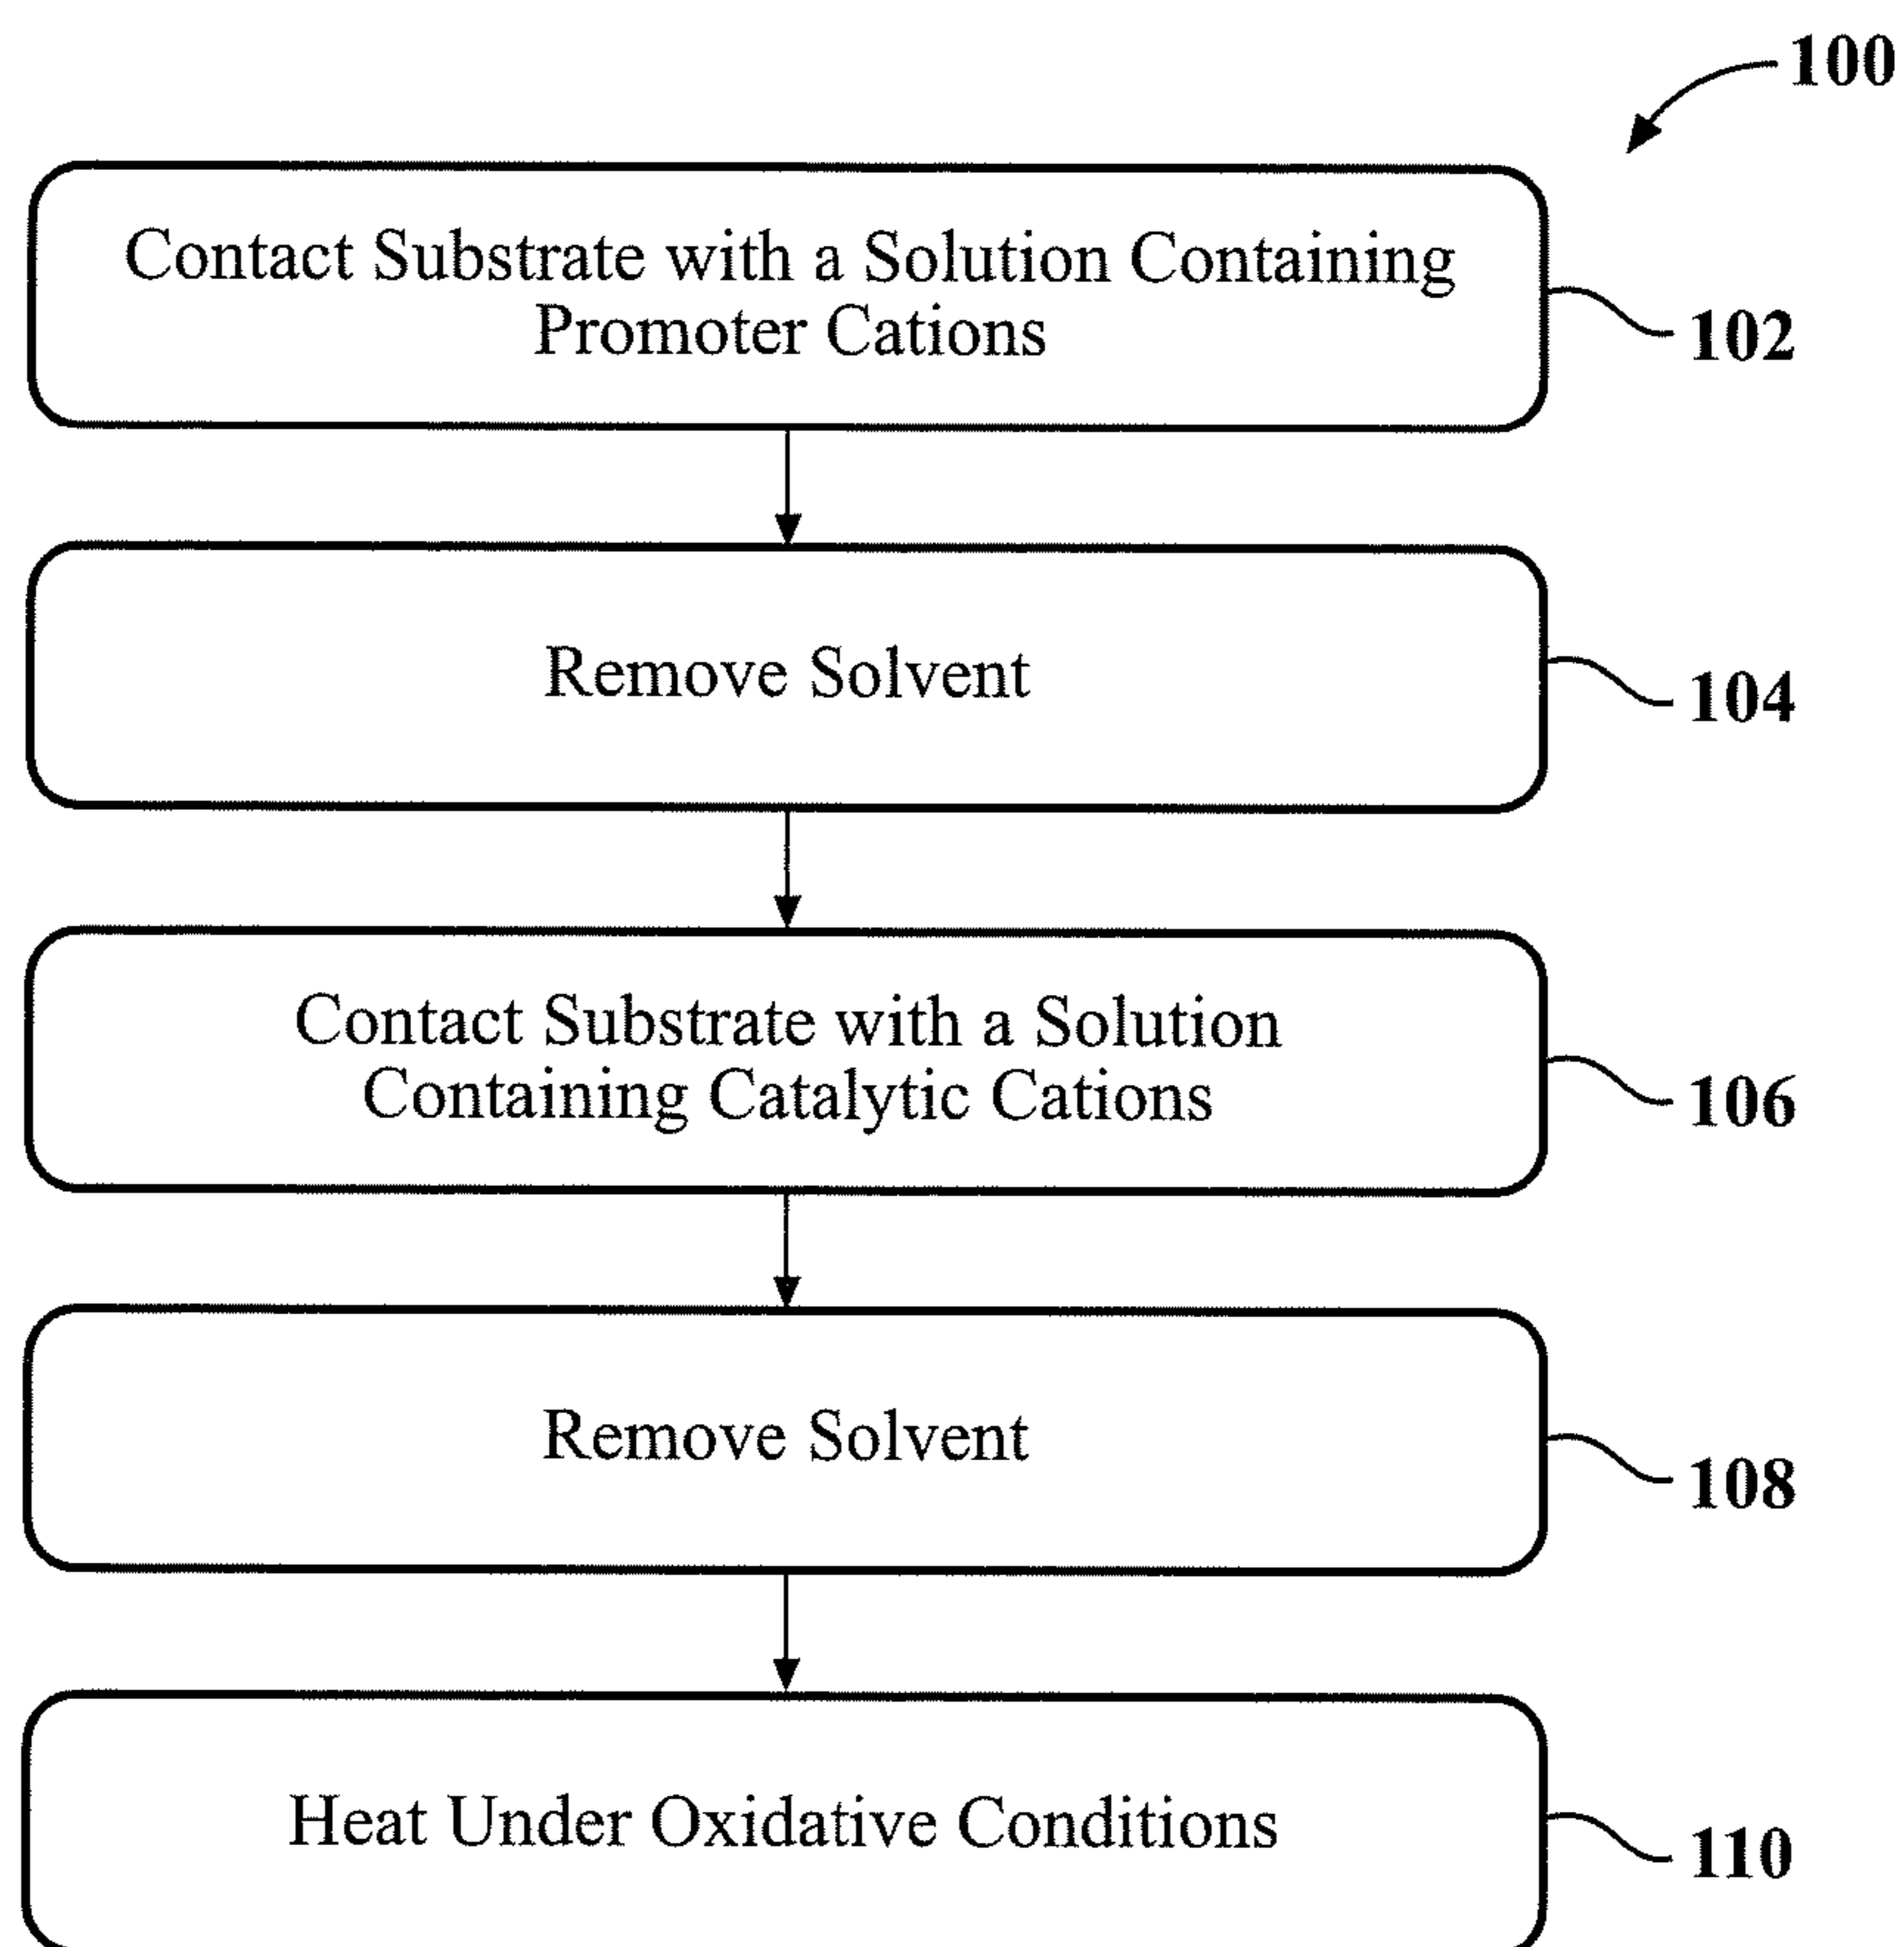 100
Contact Substrate with a Solution Containing
Promoter Cations
102
Remove Solvent
104
Contact Substrate with a Solution
Containing Catalytic Cations
106
Remove Solvent
108
Heat Under Oxidative Conditions
110